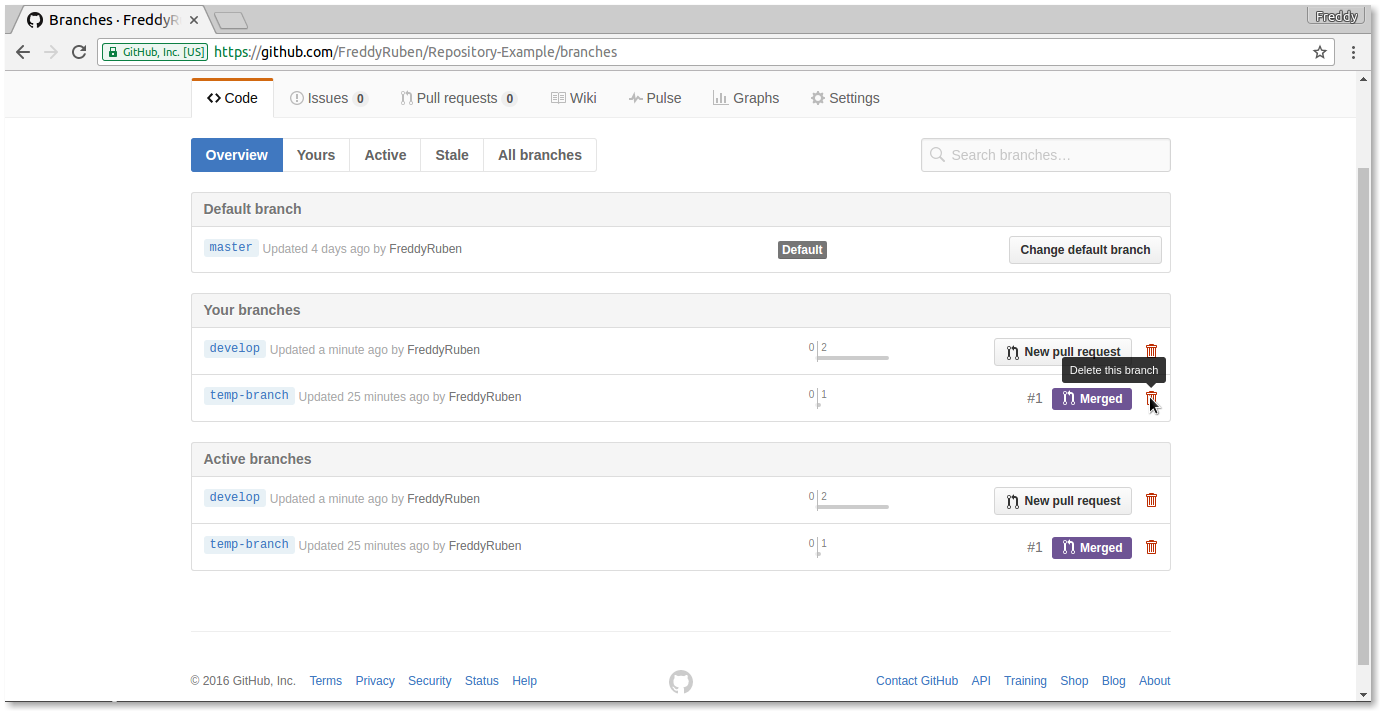 Branches · FreddyR
Freddy
GitHub, Inc. [US] https://github.com/FreddyRuben/Repository-Example/branches
Code Issues 0 Pull requests 0 Wiki Pulse Graphs Settings
Overview Yours Active Stale All branches Search branches…
Default branch
master Updated 4 days ago by FreddyRuben Default Change default branch
Your branches
develop Updated a minute ago by FreddyRuben 0 2 New pull request
Delete this branch
temp-branch Updated 25 minutes ago by FreddyRuben 0 1 #1 Merged
Active branches
develop Updated a minute ago by FreddyRuben 0 2 New pull request
temp-branch Updated 25 minutes ago by FreddyRuben 0 1 #1 Merged
© 2016 GitHub, Inc. Terms Privacy Security Status Help Contact GitHub API Training Shop Blog About